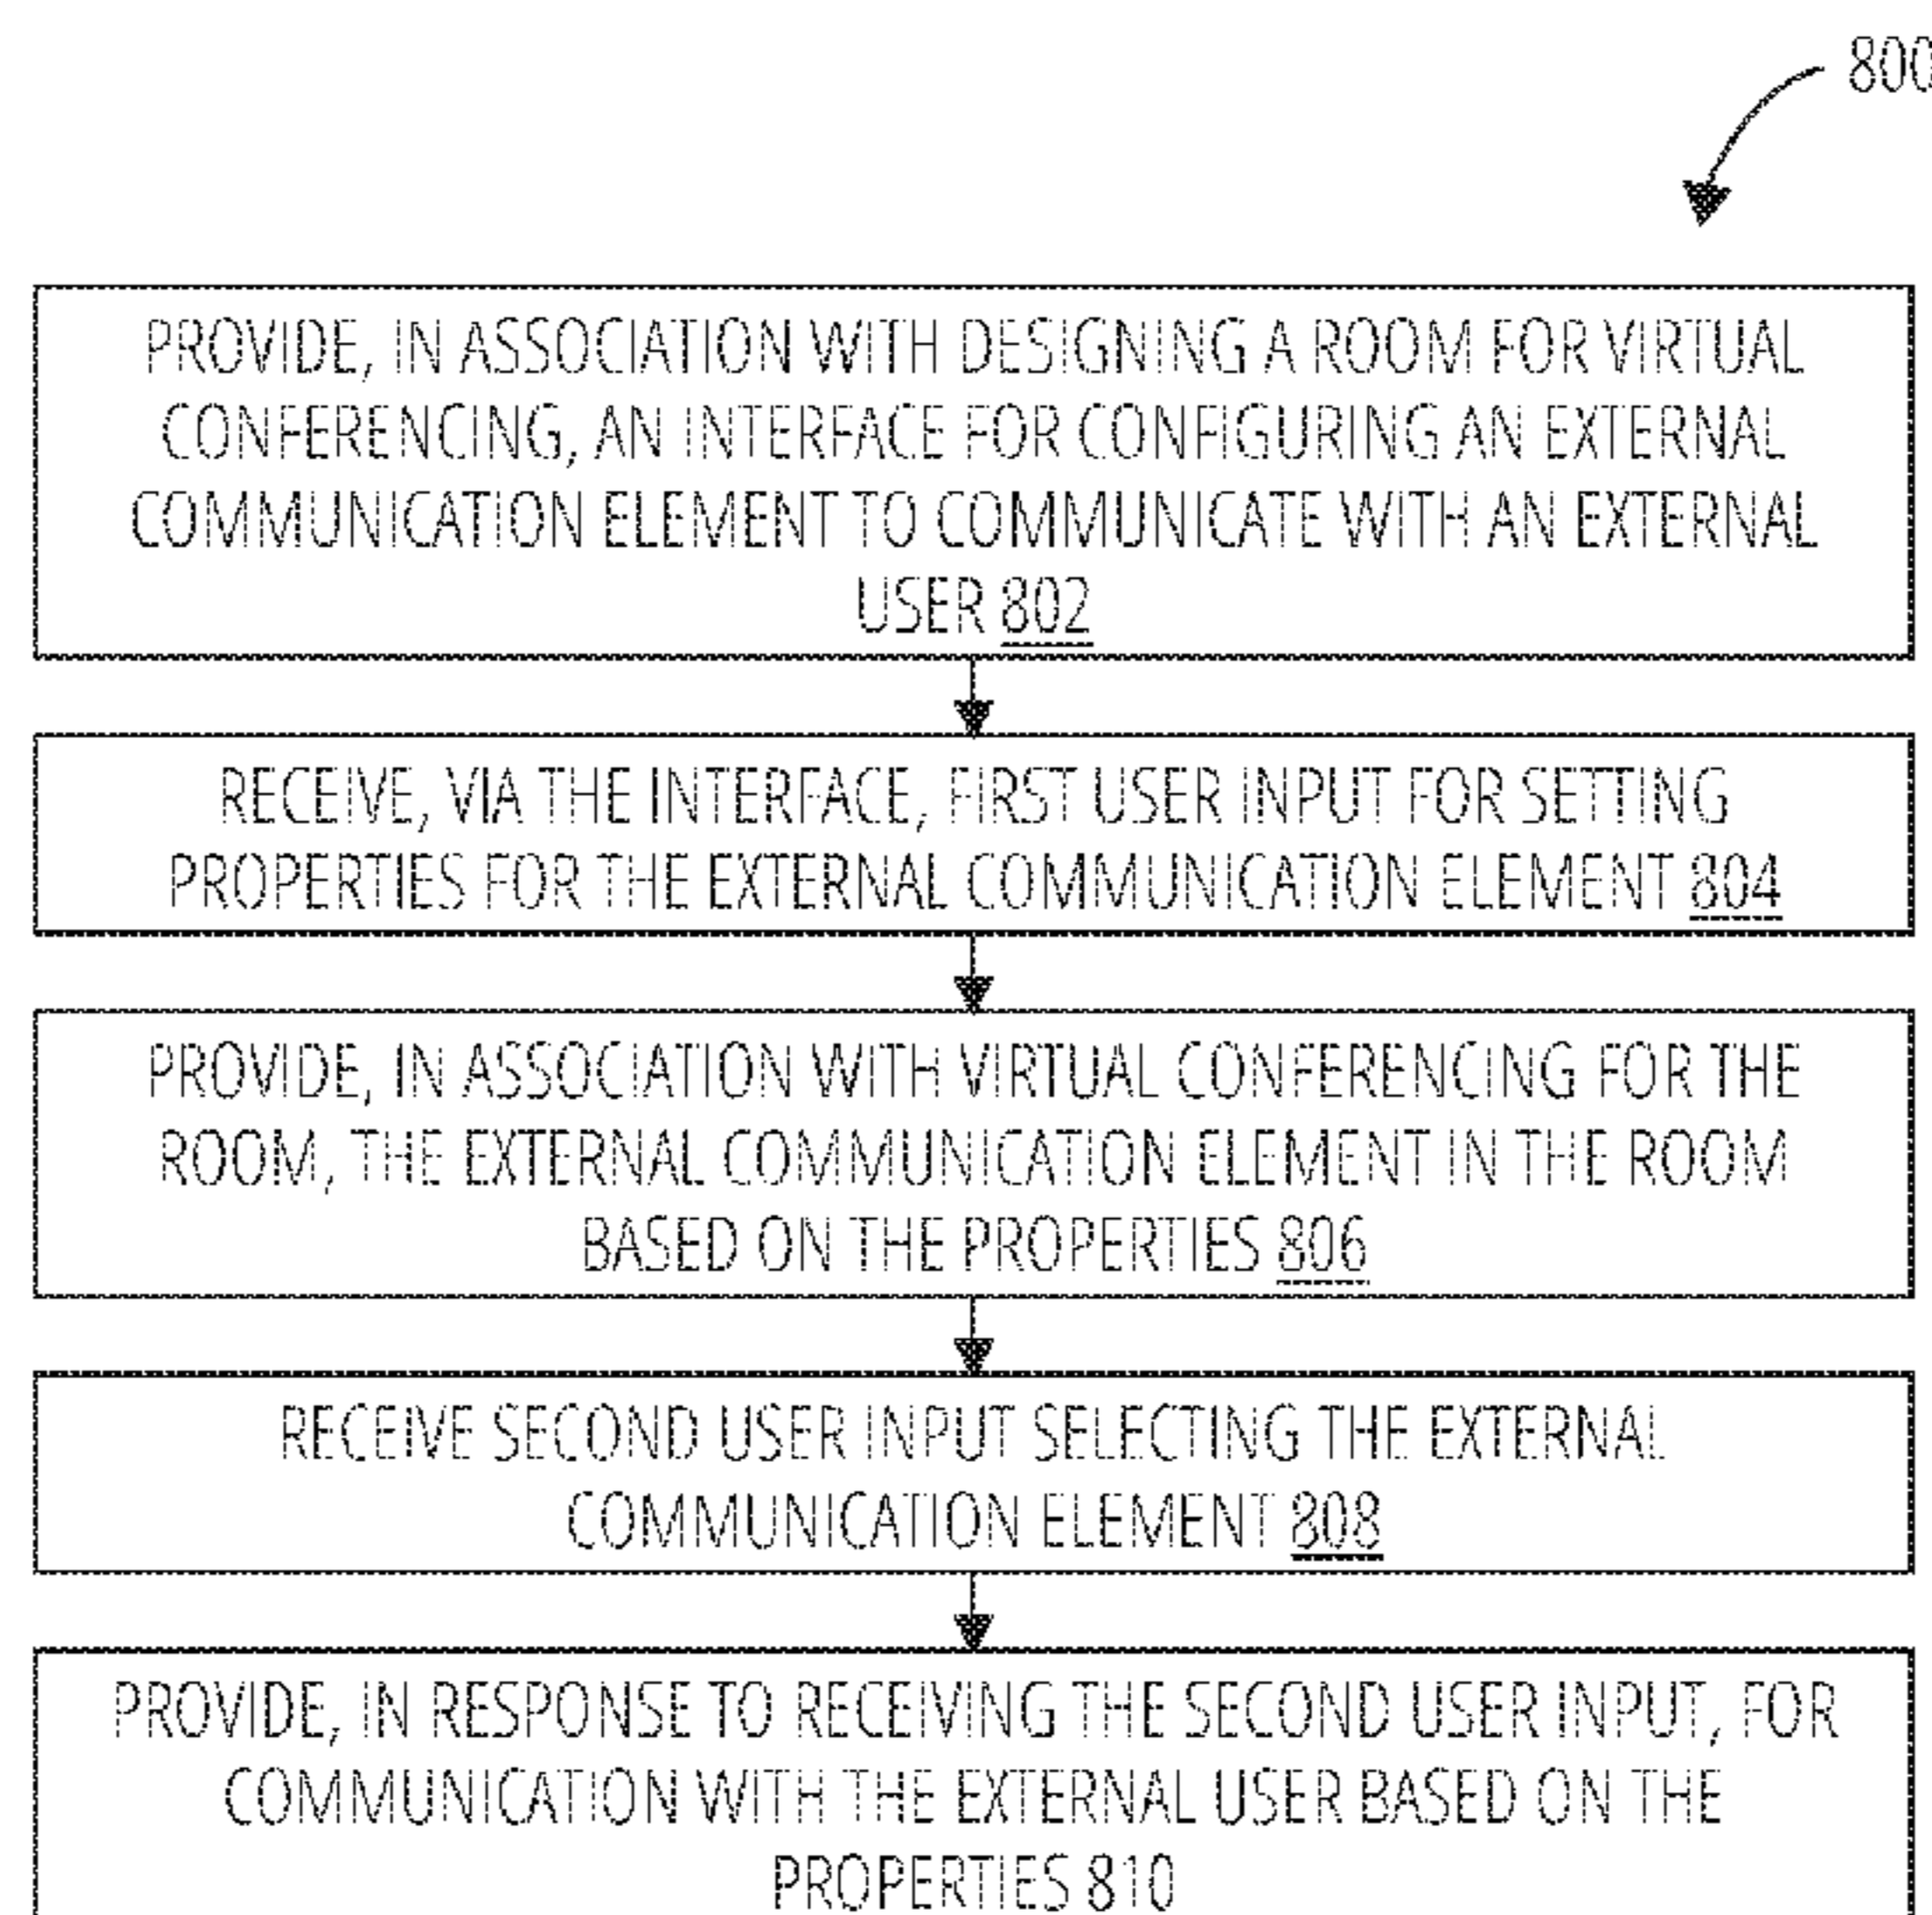 800
PROVIDE, IN ASSOCIATION WITH DESIGNING A ROOM FOR VIRTUAL
CONFERENCING, AN INTERFACE FOR CONFIGURING AN EXTERNAL
COMMUNICATION ELEMENT TO COMMUNICATE WITH AN EXTERNAL
USER 802
RECEIVE, VIA THE INTERFACE, FIRST USER INPUT FOR SETTING
PROPERTIES FOR THE EXTERNAL COMMUNICATION ELEMENT 804
PROVIDE, IN ASSOCIATION WITH VIRTUAL CONFERENCING FOR THE
ROOM, THE EXTERNAL COMMUNICATION ELEMENT IN THE ROOM
BASED ON THE PROPERTIES 806
RECEIVE SECOND USER INPUT SELECTING THE EXTERNAL
COMMUNICATION ELEMENT 808
PROVIDE, IN RESPONSE TO RECEIVING THE SECOND USER INPUT, FOR
COMMUNICATION WITH THE EXTERNAL USER BASED ON THE
PROPERTIES 810